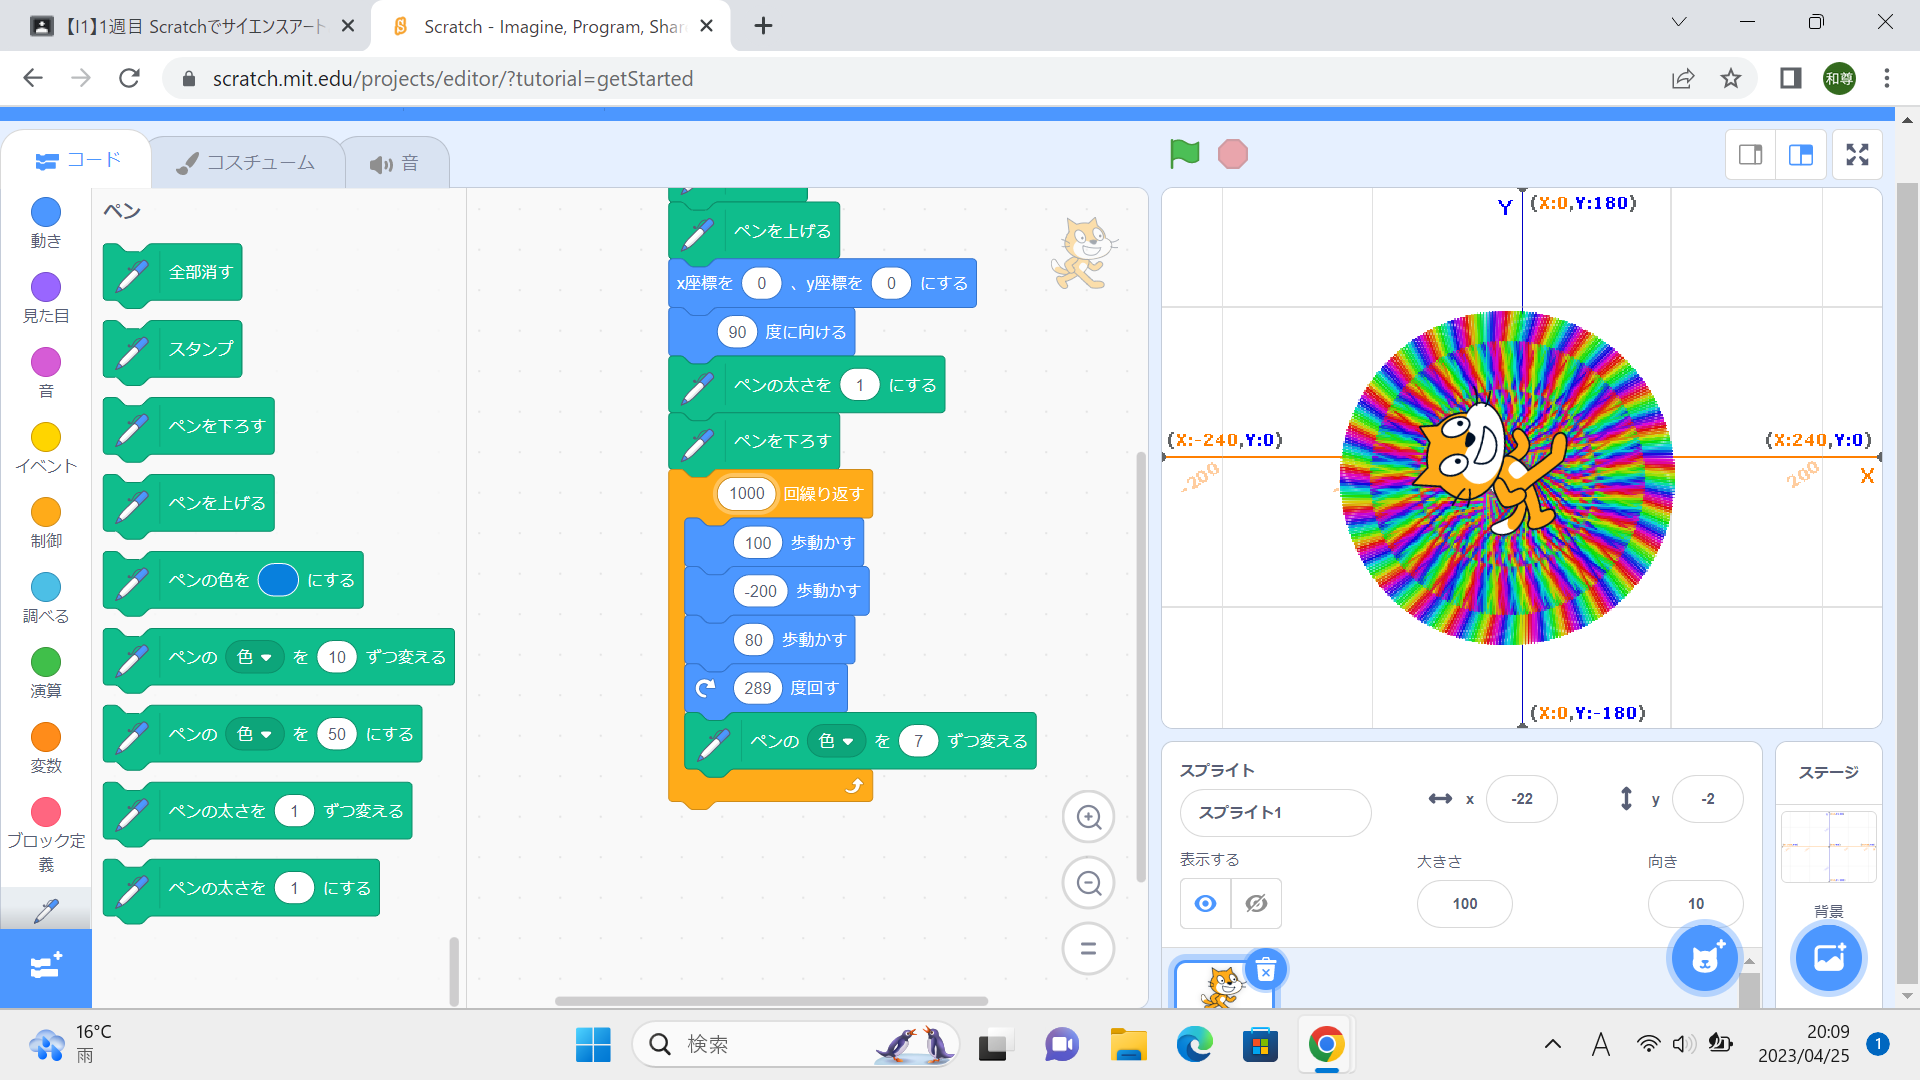 【I1】1週目 Scratchでサイエンスアート
Scratch - Imagine, Program, Shar
scratch.mit.edu/projects/editor/?tutorial=getStarted
和尊
コード
コスチューム
音
動き
見た目
音
イベント
制御
調べる
演算
変数
ブロック定義
ペン
全部消す
スタンプ
ペンを下ろす
ペンを上げる
ペンの色を にする
ペンの 色 を 10 ずつ変える
ペンの 色 を 50 にする
ペンの太さを 1 ずつ変える
ペンの太さを 1 にする
ペンを上げる
x座標を 0 、y座標を 0 にする
90 度に向ける
ペンの太さを 1 にする
ペンを下ろす
1000 回繰り返す
100 歩動かす
-200 歩動かす
80 歩動かす
289 度回す
ペンの 色 を 7 ずつ変える
Y (X:0,Y:180)
(X:-240,Y:0)
(X:240,Y:0)
-200
200
X
(X:0,Y:-180)
スプライト
スプライト1
x -22
y -2
表示する
大きさ
100
向き
10
ステージ
背景
16°C
雨
検索
A
20:09
2023/04/25
1